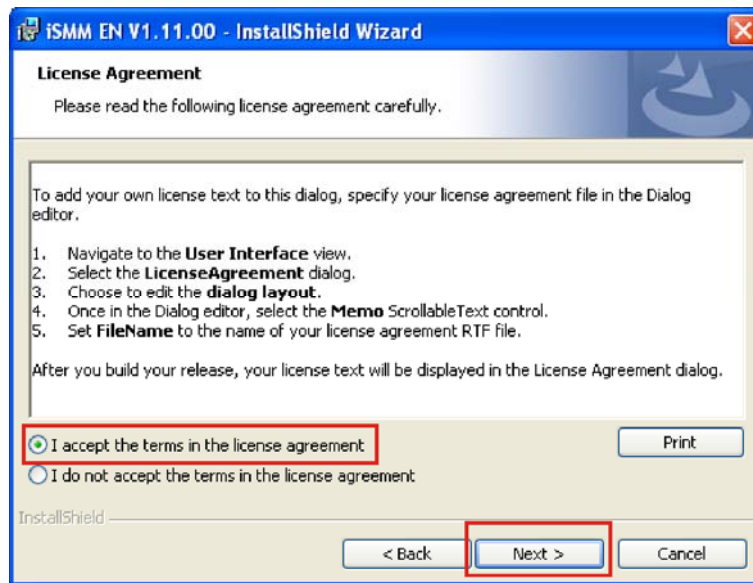 iSMM EN V1.11.00 - InstallShield Wizard
License Agreement
Please read the following license agreement carefully.
To add your own license text to this dialog, specify your license agreement file in the Dialog
editor.
1. Navigate to the User Interface view.
2. Select the LicenseAgreement dialog.
3. Choose to edit the dialog layout.
4. Once in the Dialog editor, select the Memo ScrollableText control.
5. Set FileName to the name of your license agreement RTF file.
After you build your release, your license text will be displayed in the License Agreement dialog.
I accept the terms in the license agreement
Print
I do not accept the terms in the license agreement
InstallShield
< Back Next > Cancel